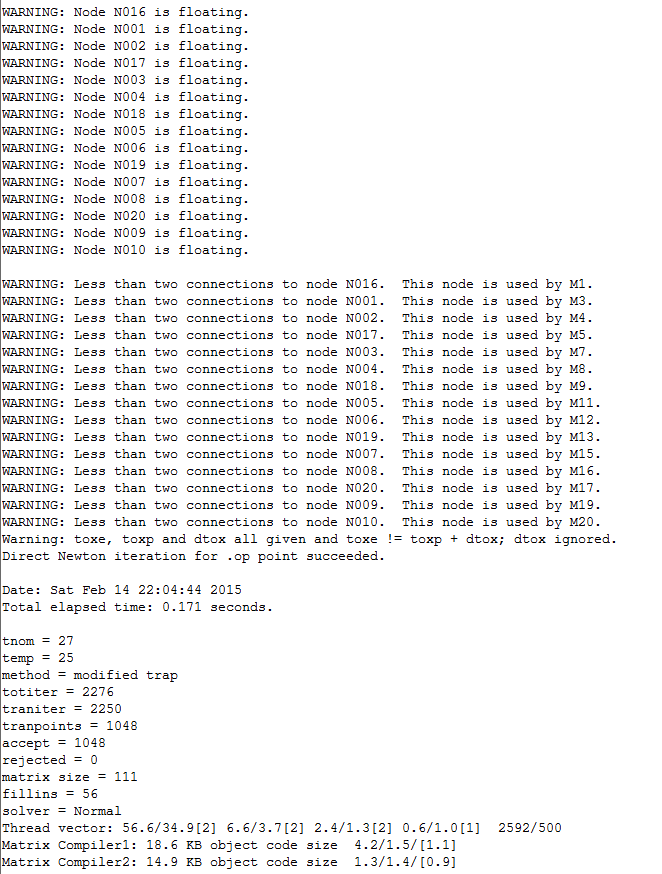 WARNING: Node N016 is floating.
WARNING: Node N001 is floating.
WARNING: Node N002 is floating.
WARNING: Node N017 is floating.
WARNING: Node N003 is floating.
WARNING: Node N004 is floating.
WARNING: Node N018 is floating.
WARNING: Node N005 is floating.
WARNING: Node N006 is floating.
WARNING: Node N019 is floating.
WARNING: Node N007 is floating.
WARNING: Node N008 is floating.
WARNING: Node N020 is floating.
WARNING: Node N009 is floating.
WARNING: Node N010 is floating.
WARNING: Less than two connections to node N016.  This node is used by M1.
WARNING: Less than two connections to node N001.  This node is used by M3.
WARNING: Less than two connections to node N002.  This node is used by M4.
WARNING: Less than two connections to node N017.  This node is used by M5.
WARNING: Less than two connections to node N003.  This node is used by M7.
WARNING: Less than two connections to node N004.  This node is used by M8.
WARNING: Less than two connections to node N018.  This node is used by M9.
WARNING: Less than two connections to node N005.  This node is used by M11.
WARNING: Less than two connections to node N006.  This node is used by M12.
WARNING: Less than two connections to node N019.  This node is used by M13.
WARNING: Less than two connections to node N007.  This node is used by M15.
WARNING: Less than two connections to node N008.  This node is used by M16.
WARNING: Less than two connections to node N020.  This node is used by M17.
WARNING: Less than two connections to node N009.  This node is used by M19.
WARNING: Less than two connections to node N010.  This node is used by M20.
Warning: toxe, toxp and dtox all given and toxe != toxp + dtox; dtox ignored.
Direct Newton iteration for .op point succeeded.
Date: Sat Feb 14 22:04:44 2015
Total elapsed time: 0.171 seconds.
tnom = 27
temp = 25
method = modified trap
totiter = 2276
traniter = 2250
tranpoints = 1048
accept = 1048
rejected = 0
matrix size = 111
fillins = 56
solver = Normal
Thread vector: 56.6/34.9[2] 6.6/3.7[2] 2.4/1.3[2] 0.6/1.0[1]  2592/500
Matrix Compiler1: 18.6 KB object code size  4.2/1.5/[1.1]
Matrix Compiler2: 14.9 KB object code size  1.3/1.4/[0.9]